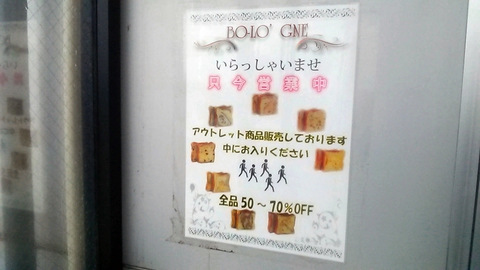 BO-LO' GNE
いらっしゃいませ
只今営業中
アウトレット商品販売しております
中にお入りください
全品50〜70%OFF